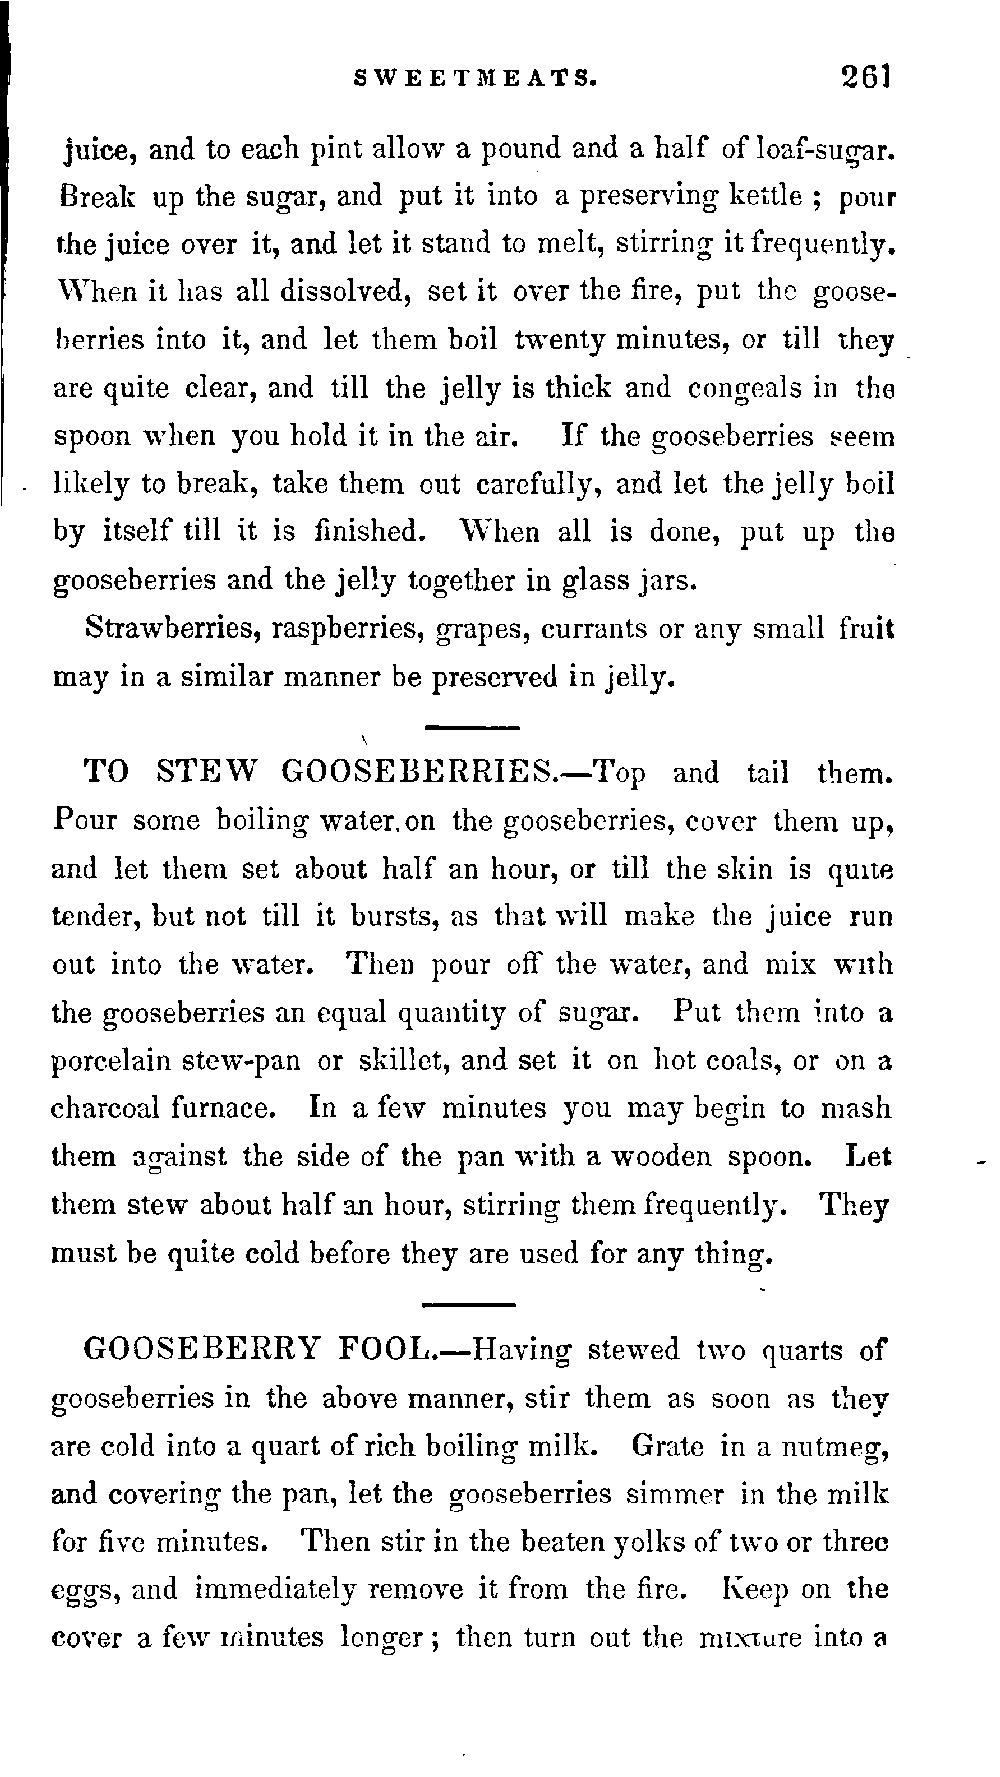 SWEETMEATS. 261
juice, and to each pint allow a pound and a half of loaf-sugar.
Break up the sugar, and put it into a preserving kettle ; pour
the juice over it, and let it stand to melt, stirring it frequently.
When it has all dissolved, set it over the fire, put the goose-
berries into it, and let them boil twenty minutes, or till they
are quite clear, and till the jelly is thick and congeals in the
spoon when you hold it in the air. If the gooseberries seem
likely to break, take them out carefully, and let the jelly boil
by itself till it is finished. When all is done, put up the
gooseberries and the jelly together in glass jars.
Strawberries, raspberries, grapes, currants or any small fruit
may in a similar manner be preserved in jelly.
TO STEW GOOSEBERRIES.—Top and tail them.
Pour some boiling water on the gooseberries, cover them up,
and let them set about half an hour, or till the skin is quite
tender, but not till it bursts, as that will make the juice run
out into the water. Then pour off the water, and mix with
the gooseberries an equal quantity of sugar. Put them into a
porcelain stew-pan or skillet, and set it on hot coals, or on a
charcoal furnace. In a few minutes you may begin to mash
them against the side of the pan with a wooden spoon. Let
them stew about half an hour, stirring them frequently. They
must be quite cold before they are used for any thing.
GOOSEBERRY FOOL.—Having stewed two quarts of
gooseberries in the above manner, stir them as soon as they
are cold into a quart of rich boiling milk. Grate in a nutmeg,
and covering the pan, let the gooseberries simmer in the milk
for five minutes. Then stir in the beaten yolks of two or three
eggs, and immediately remove it from the fire. Keep on the
cover a few minutes longer ; then turn out the mixture into a